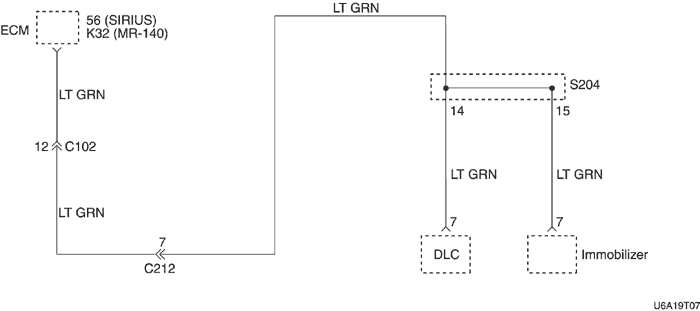 LT GRN
ECM
56 (SIRIUS)
K32 (MR-140)
LT GRN
S204
14
15
12
C102
LT GRN
LT GRN
LT GRN
7
7
7
C212
DLC
Immobilizer
U6A19T07